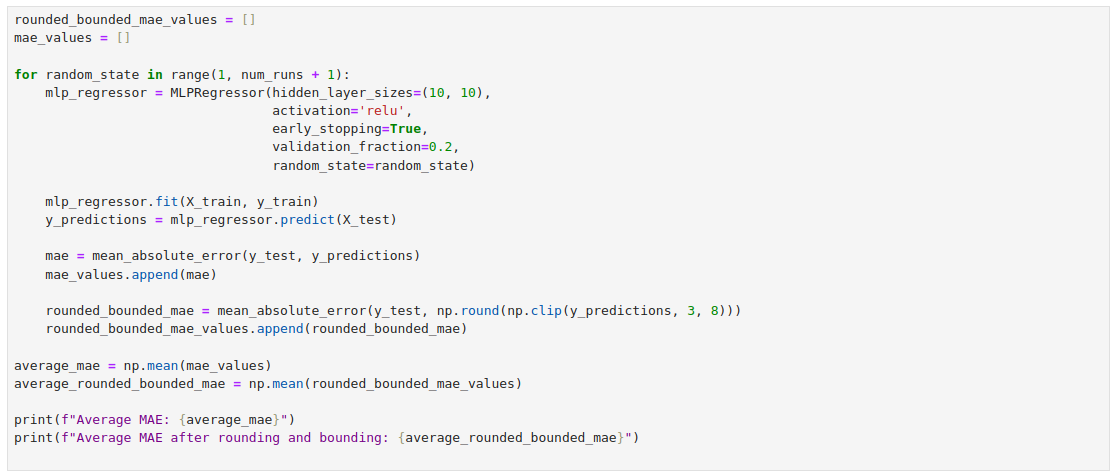 rounded_bounded_mae_values = []
mae_values = []
for random_state in range(1, num_runs + 1):
    mlp_regressor = MLPRegressor(hidden_layer_sizes=(10, 10),
                                 activation='relu',
                                 early_stopping=True,
                                 validation_fraction=0.2,
                                 random_state=random_state)
    mlp_regressor.fit(X_train, y_train)
    y_predictions = mlp_regressor.predict(X_test)
    mae = mean_absolute_error(y_test, y_predictions)
    mae_values.append(mae)
    rounded_bounded_mae = mean_absolute_error(y_test, np.round(np.clip(y_predictions, 3, 8)))
    rounded_bounded_mae_values.append(rounded_bounded_mae)
average_mae = np.mean(mae_values)
average_rounded_bounded_mae = np.mean(rounded_bounded_mae_values)
print(f"Average MAE: {average_mae}")
print(f"Average MAE after rounding and bounding: {average_rounded_bounded_mae}")